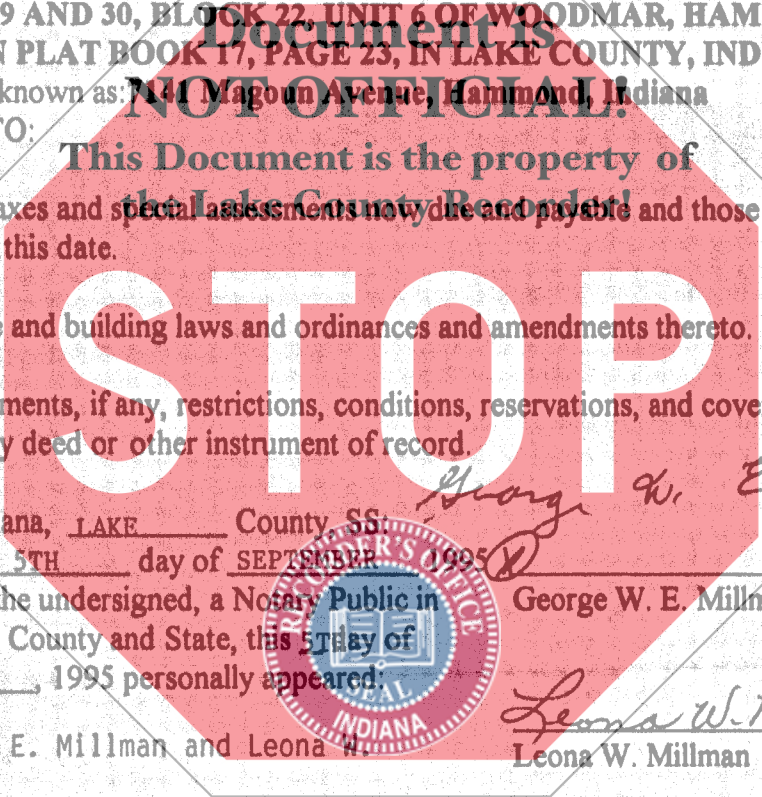 9 AND 30, BLOCK 22, UNIT 6 OF WOODMAR, HAM
Document is
N PLAT BOOK 17, PAGE 23, IN LAKE COUNTY, IND
known as: 7141 Magoun Avenue, Hammond, Indiana
NOT OFFICIAL!
TO:
This Document is the property of
the Lake County Recorder!
axes and special assessments now due and payable and those
this date.
e and building laws and ordinances and amendments thereto.
STOP
ments, if any, restrictions, conditions, reservations, and cove
y deed or other instrument of record.
George W. E
ana, LAKE County, SS:
5TH day of SEPTEMBER 1995 X
the undersigned, a Notary Public in George W. E. Millm
County and State, this 5TH day of
, 1995 personally appeared:
RECORDER'S OFFICE
SEAL
INDIANA
Leona W. M
E. Millman and Leona W.
Leona W. Millman